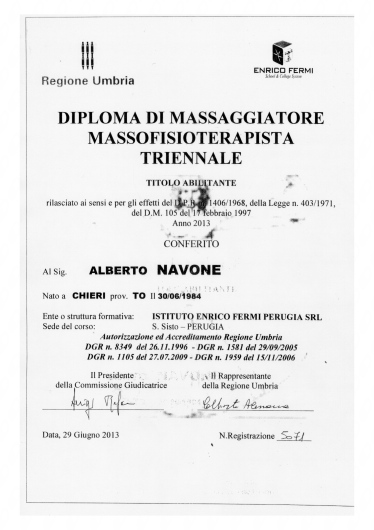 Regione Umbria
ENRICO FERMI
School & College System
DIPLOMA DI MASSAGGIATORE
MASSOFISIOTERAPISTA
TRIENNALE
TITOLO ABILITANTE
rilasciato ai sensi e per gli effetti del D.P.R. 1406/1968, della Legge n. 403/1971,
del D.M. 105 del 17 febbraio 1997
Anno 2013
CONFERITO
Al Sig. ALBERTO NAVONE
Nato a CHIERI prov. TO Il 30/06/1984
Ente o struttura formativa: ISTITUTO ENRICO FERMI PERUGIA SRL
Sede del corso: S. Sisto – PERUGIA
Autorizzazione ed Accreditamento Regione Umbria
DGR n. 8349 del 26.11.1996 - DGR n. 1581 del 29/09/2005
DGR n. 1105 del 27.07.2009 - DGR n. 1959 del 15/11/2006
Il Presidente
della Commissione Giudicatrice
Il Rappresentante
della Regione Umbria
Data, 29 Giugno 2013
N.Registrazione 5071